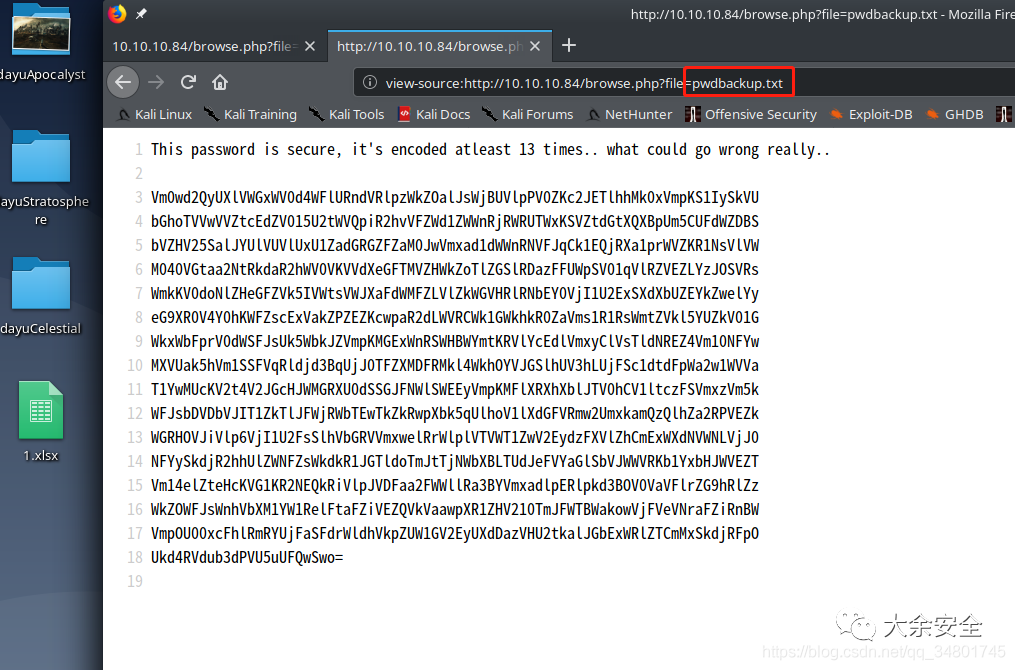 http://10.10.10.84/browse.php?file=pwdbackup.txt - Mozilla Fire
10.10.10.84/browse.php?file=
http://10.10.10.84/browse.ph
view-source:http://10.10.10.84/browse.php?file=pwdbackup.txt
Kali Linux Kali Training Kali Tools Kali Docs Kali Forums NetHunter Offensive Security Exploit-DB GHDB
dayuApocalyst
ayuStratosphe
re
dayuCelestial
1.xlsx
1 This password is secure, it's encoded atleast 13 times.. what could go wrong really..
2
3 Vm0wd2QyUXlVWGxWV0d4WFlURndVRlpzWkZOalJsWjBUVlpPV0ZKc2JETlhhMk0xVmpKS1IySkVU
4 bGhoTVVwVVZtcEdZV015U2tWVQpiR2hvVFZWd1ZWWnRjRWRUTWxKSVZtdGtXQXBpUm5CUFdWZDBS
5 bVZHV25SalJYUlVUVlUxU1ZadGRGZFZaM0JwVmxad1dWWnRNVFJqQk1EQjRXa1prWVZKR1NsVlVW
6 M040VGtaa2NtRkdaR2hWV0VKVVdXeGFTMVZHWkZoTlZGSlRDazFFUWpSV01qVlRZVEZLYzJOSVRs
7 WmkKV0doNlZHeGFZVk5IVWtsVWJXaFdWMFZLVlZkWGVHRlRNbEY0VjI1U2ExSXdXbUZEYkZwelYy
8 eG9XR0V4Y0hKWFZscExVakZPZEZKcwpaR2dLWVRCWk1GWkhkR0ZaVms1R1RsWmtZVkl5YUZkV01G
9 WkxWbFprV0dWSFJsUk5WbkJZVmpKMGExWnRSWHBWYmtKRVlYcEdlVmxyClVsTldNREZ4Vm10NFYw
10 MXVUak5hVm1SSFVqRldjd3BqUjJOTFZXMDFRMkl4WkhOYVJGSlhUV3hLUjFSc1dtdFpWa2w1WVVa
11 T1YwMUcKV2t4V2JGcHJWMGRXU0dSSGJFNWlSWEEyVmpKMFlXRXhXblJTV0hCV1ltczFSVmxzVm5k
12 WFJsbDVDbVJIT1ZkTlJFWjRWbTEwTkZkRwpXbk5qUlhoV1lXdGFVRmw2UmxkamQzQlhZa2RPVEZk
13 WGRHOVJiVlp6VjI1U2FsSlhVbGRVVmxwelRrWlplVTVWT1ZwV2EydzFXVlZhCmExWXdNVWNLVjJ0
14 NFYySkdjR2hhUlZWNFZsWkdkR1JGTldoTmJtTjNWbXBLTUdJeFVYaGlSbVJWWVRKb1YxbHJWVEZT
15 Vm14elZteHcKVG1KR2NEQkRiVlpJVDFaa2FWWllRa3BYVmxadlpERlpkd3BOV0VaVFlrZG9hRlZz
16 WkZOWFJsWnhVbXM1YW1RelFtaFZiVEZQVkVaawpXR1ZHV210TmJFWTBWakowVjFVeVNraFZiRnBW
17 VmpOU00xcFhlRmRYUjFaSFdrWldhVkpZUW1GV2EyUXdDazVHU2tkalJGbExWRlZTCmMxSkdjRFpO
18 Ukd4RVdub3dPVU5uUFQwSwo=
19
大余安全
https://blog.csdn.net/qq_34801745